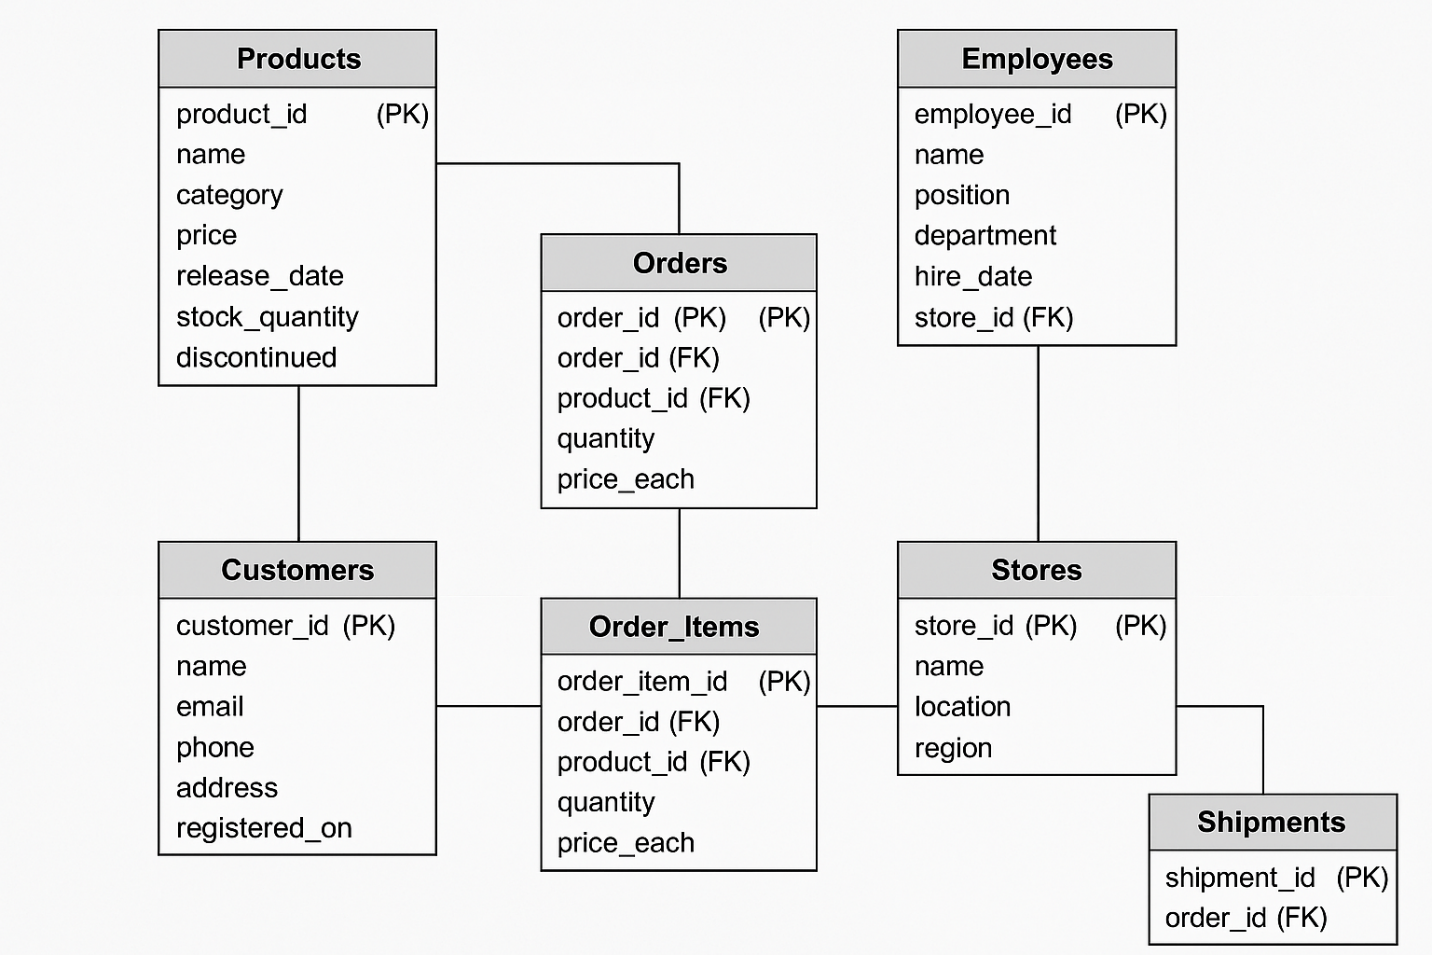 Products
product_id (PK)
name
category
price
release_date
stock_quantity
discontinued
Employees
employee_id (PK)
name
position
department
hire_date
store_id (FK)
Orders
order_id (PK) (PK)
order_id (FK)
product_id (FK)
quantity
price_each
Customers
customer_id (PK)
name
email
phone
address
registered_on
Order_Items
order_item_id (PK)
order_id (FK)
product_id (FK)
quantity
price_each
Stores
store_id (PK) (PK)
name
location
region
Shipments
shipment_id (PK)
order_id (FK)